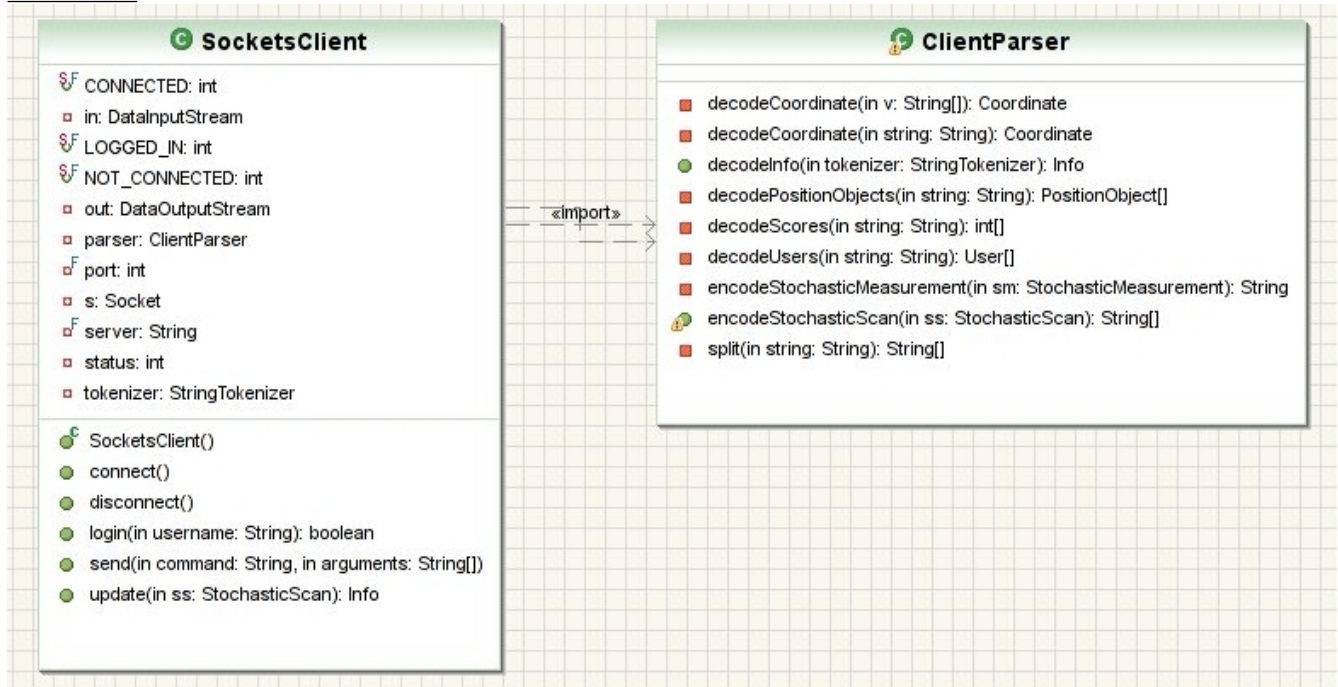 SocketsClient
CONNECTED: int
in: DataInputStream
LOGGED_IN: int
NOT_CONNECTED: int
out: DataOutputStream
parser: ClientParser
port: int
s: Socket
server: String
status: int
tokenizer: StringTokenizer
SocketsClient()
connect()
disconnect()
login(in username: String): boolean
send(in command: String, in arguments: String[])
update(in ss: StochasticScan): Info
«import»
ClientParser
decodeCoordinate(in v: String[]): Coordinate
decodeCoordinate(in string: String): Coordinate
decodeInfo(in tokenizer: StringTokenizer): Info
decodePositionObjects(in string: String): PositionObject[]
decodeScores(in string: String): int[]
decodeUsers(in string: String): User[]
encodeStochasticMeasurement(in sm: StochasticMeasurement): String
encodeStochasticScan(in ss: StochasticScan): String[]
split(in string: String): String[]